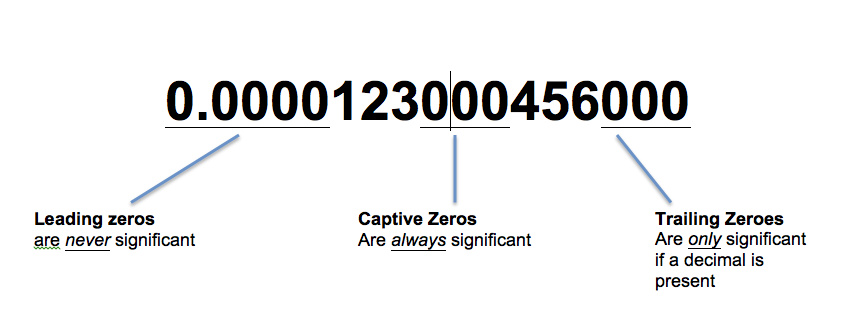 0.0000123000456000
Leading zeros
are never significant
Captive Zeros
Are always significant
Trailing Zeroes
Are only significant
if a decimal is
present